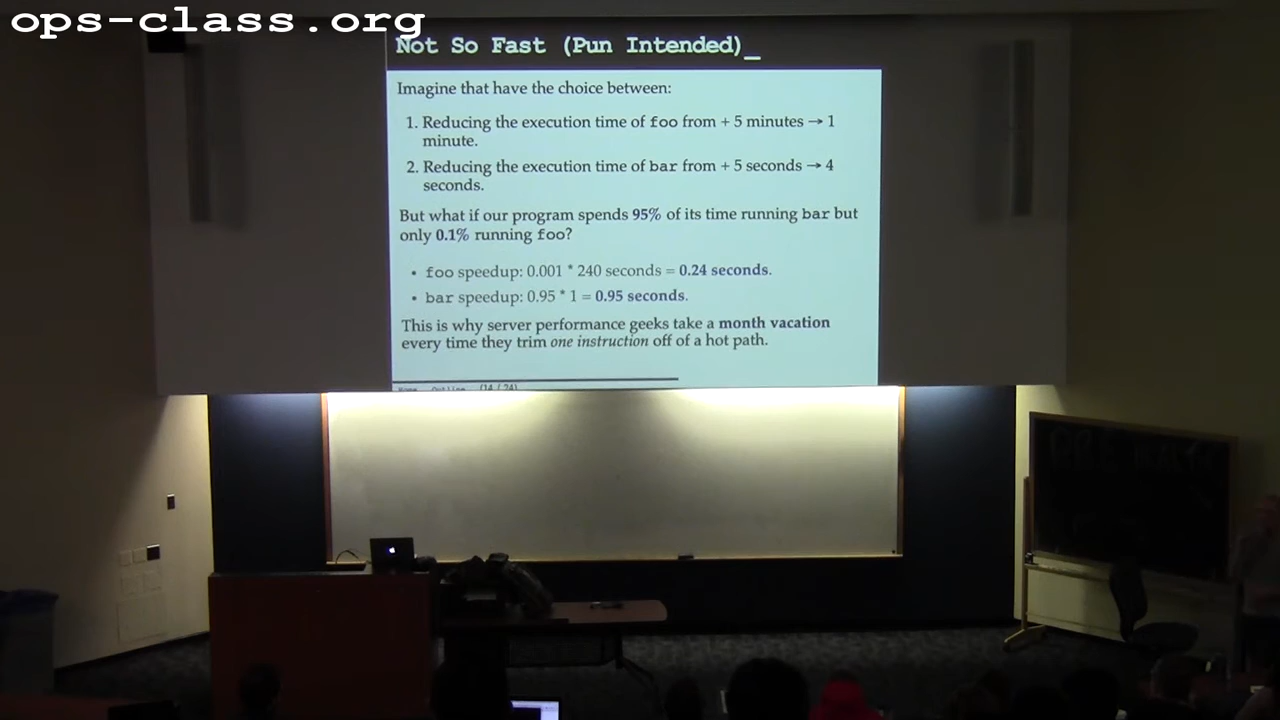 ops-class.org
Not So Fast (Pun Intended)_
Imagine that have the choice between:
1. Reducing the execution time of foo from + 5 minutes → 1
minute.
2. Reducing the execution time of bar from + 5 seconds → 4
seconds.
But what if our program spends 95% of its time running bar but
only 0.1% running foo?
• foo speedup: 0.001 * 240 seconds = 0.24 seconds.
• bar speedup: 0.95 * 1 = 0.95 seconds.
This is why server performance geeks take a month vacation
every time they trim one instruction off of a hot path.
(14 / 24)